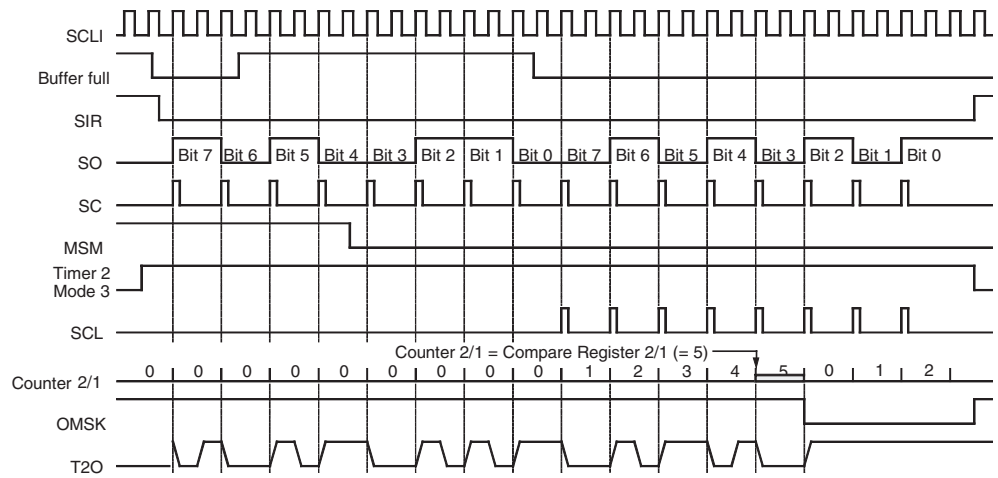 SCLI
Buffer full
SIR
SO Bit 7 Bit 6 Bit 5 Bit 4 Bit 3 Bit 2 Bit 1 Bit 0 Bit 7 Bit 6 Bit 5 Bit 4 Bit 3 Bit 2 Bit 1 Bit 0
SC
MSM
Timer 2
Mode 3
SCL
Counter 2/1 = Compare Register 2/1 (= 5)
Counter 2/1 0 0 0 0 0 0 0 0 0 1 2 3 4 5 0 1 2
OMSK
T2O